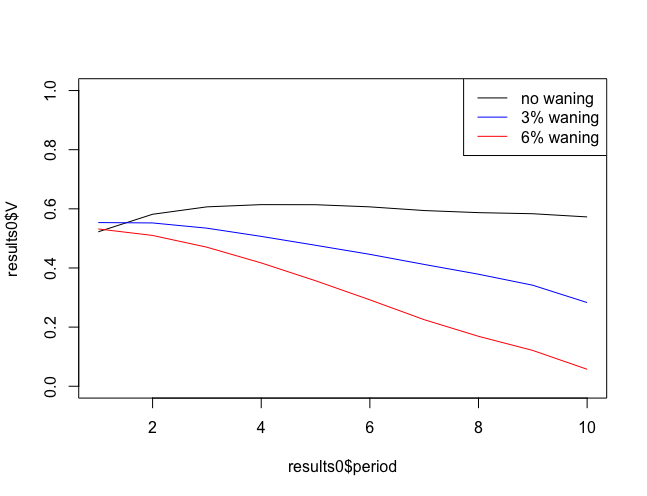 no waning
3% waning
6% waning
1.0
0.8
0.6
0.4
0.2
0.0
results0$V
2 4 6 8 10
results0$period